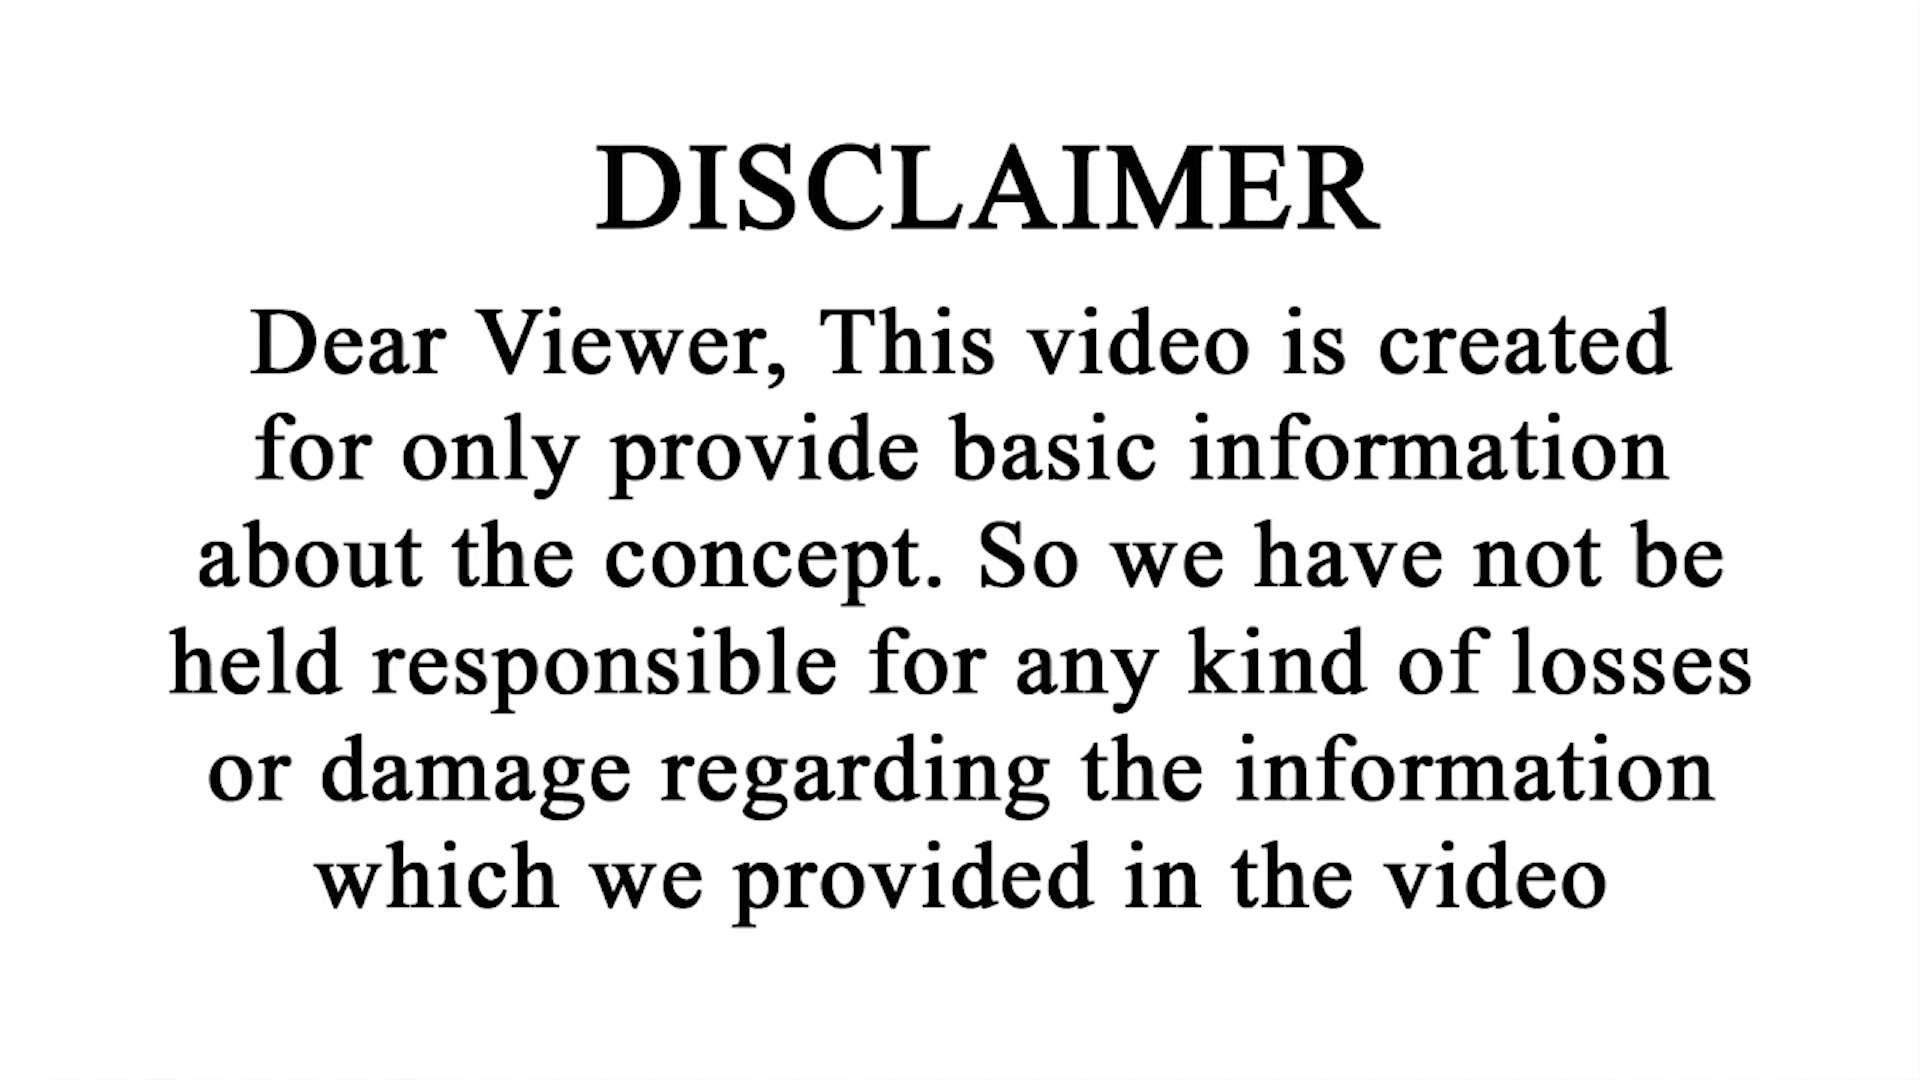 DISCLAIMER
Dear Viewer, This video is created
for only provide basic information
about the concept. So we have not be
held responsible for any kind of losses
or damage regarding the information
which we provided in the video